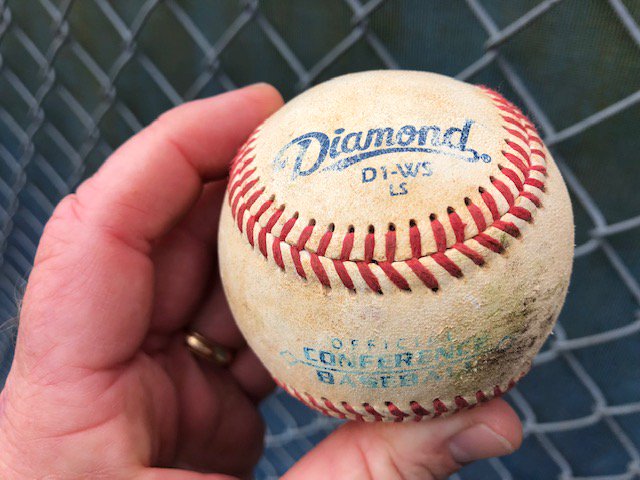 Diamond
D1-WS
LS
OFFICIAL
CONFERENCE
BASEBALL